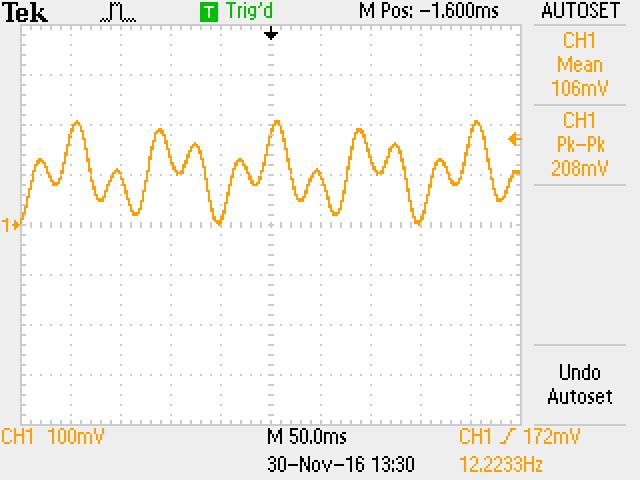 Tek T Trig'd M Pos: -1.600ms AUTOSET
CH1
Mean
106mV
CH1
Pk-Pk
208mV
1
Undo
Autoset
CH1 100mV M 50.0ms CH1 172mV
30-Nov-16 13:30 12.2233Hz